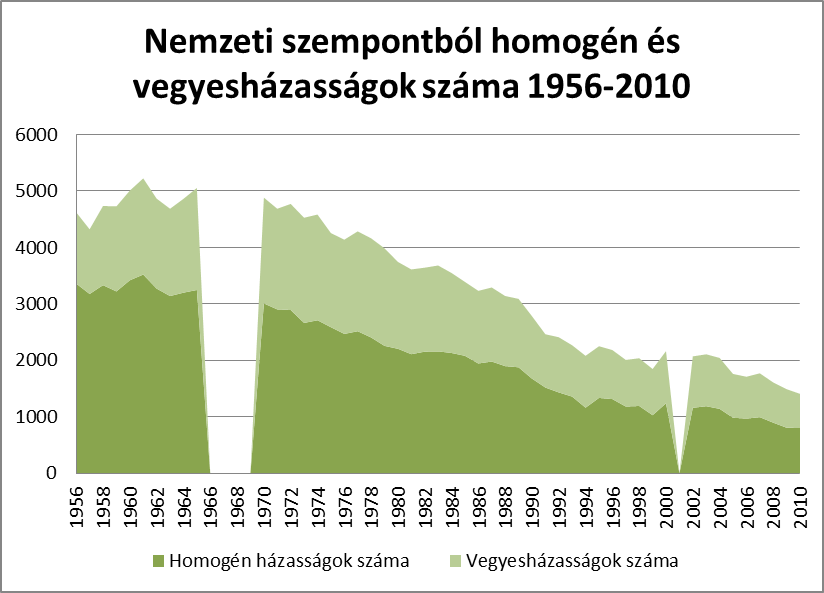 Nemzeti szempontból homogén és
vegyesházasságok száma 1956-2010
6000
5000
4000
3000
2000
1000
0
1956 1958 1960 1962 1964 1966 1968 1970 1972 1974 1976 1978 1980 1982 1984 1986 1988 1990 1992 1994 1996 1998 2000 2002 2004 2006 2008 2010
Homogén házasságok száma Vegyesházasságok száma